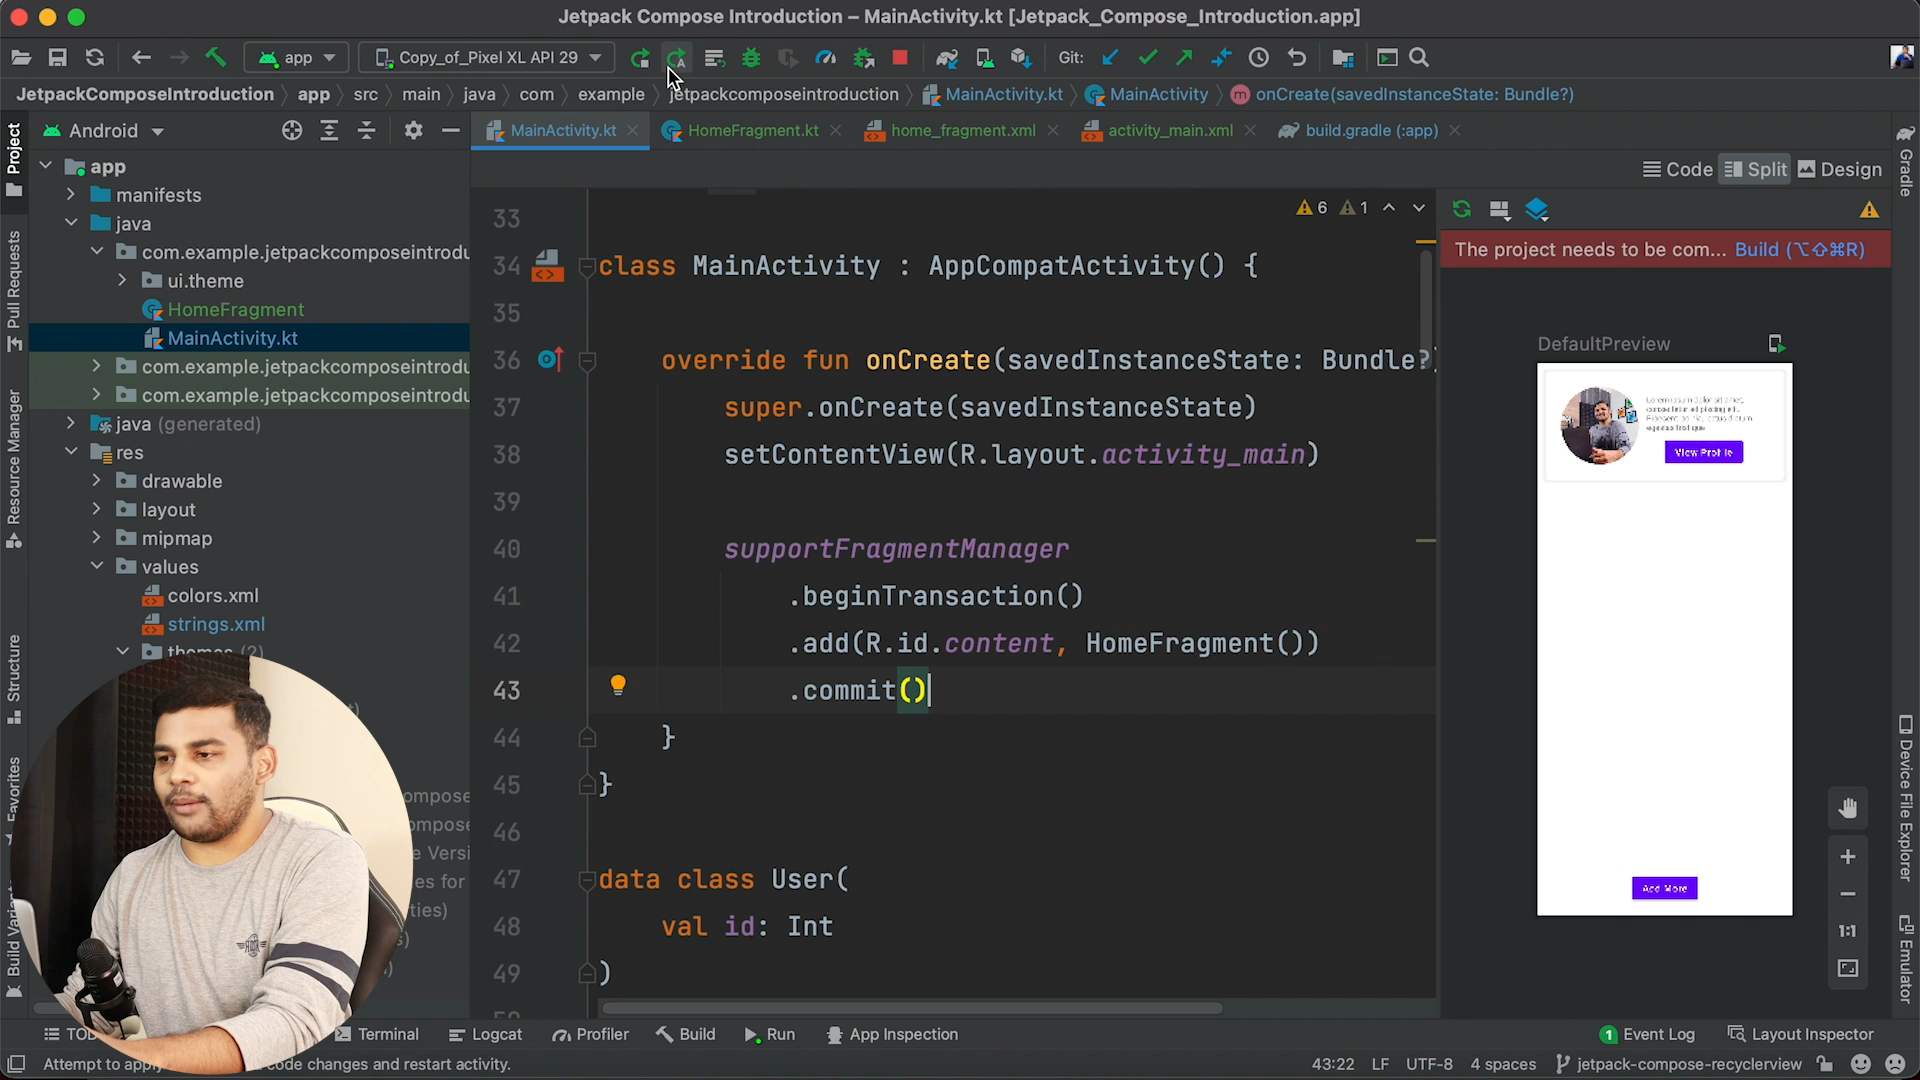 Jetpack Compose Introduction – MainActivity.kt [Jetpack_Compose_Introduction.app]
app
Copy_of_Pixel XL API 29
Git:
JetpackComposeIntroduction
app
src
main
java
com
example
jetpackcomposeintroduction
MainActivity.kt
MainActivity
onCreate(savedInstanceState: Bundle?)
Android
MainActivity.kt
HomeFragment.kt
home_fragment.xml
activity_main.xml
build.gradle (:app)
Code
Split
Design
Project
Pull Requests
Resource Manager
Structure
Favorites
app
manifests
java
com.example.jetpackcomposeintrodu
ui.theme
HomeFragment
MainActivity.kt
com.example.jetpackcomposeintrodu
com.example.jetpackcomposeintrodu
java (generated)
res
drawable
layout
mipmap
values
colors.xml
strings.xml
6
1
33
34 class MainActivity : AppCompatActivity() {
35
36 override fun onCreate(savedInstanceState: Bundle?)
37 super.onCreate(savedInstanceState)
38 setContentView(R.layout.activity_main)
39
40 supportFragmentManager
41 .beginTransaction()
42 .add(R.id.content, HomeFragment())
43 .commit()
44 }
45 }
46
47 data class User(
48 val id: Int
49 )
The project needs to be com... Build (⌥⇧⌘R)
DefaultPreview
View Profile
Add More
1:1
Gradle
Device File Explorer
Emulator
Terminal
Logcat
Profiler
Build
Run
App Inspection
1 Event Log
Layout Inspector
code changes and restart activity.
43:22
LF
UTF-8
4 spaces
jetpack-compose-recyclerview